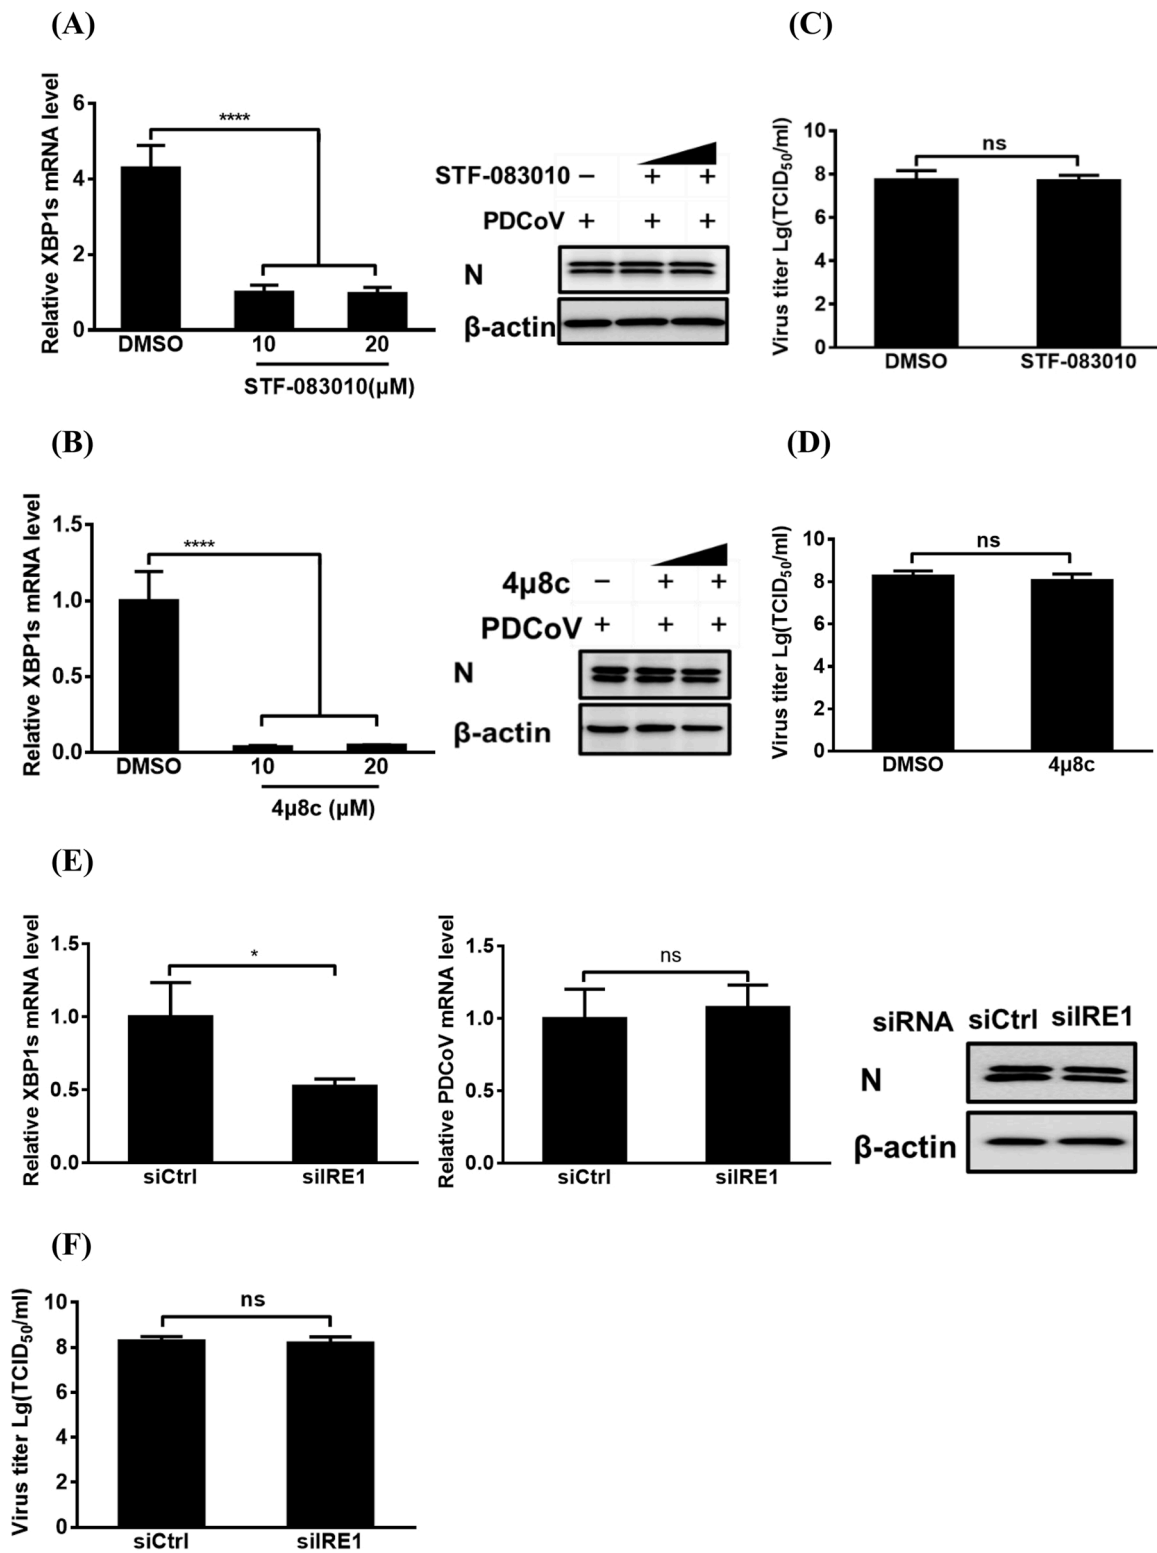 (A)
Relative XBP1s mRNA level
6
4
2
0
****
DMSO 10 20
STF-083010(μM)
STF-083010 − + +
PDCoV + + +
N
β-actin
(C)
Virus titer Lg(TCID50/ml)
10
8
6
4
2
0
ns
DMSO STF-083010
(B)
Relative XBP1s mRNA level
1.5
1.0
0.5
0.0
****
DMSO 10 20
4μ8c (μM)
4μ8c − + +
PDCoV + + +
N
β-actin
(D)
Virus titer Lg(TCID50/ml)
10
8
6
4
2
0
ns
DMSO 4μ8c
(E)
Relative XBP1s mRNA level
1.5
1.0
0.5
0.0
*
siCtrl siIRE1
Relative PDCoV mRNA level
1.5
1.0
0.5
0.0
ns
siCtrl siIRE1
siRNA siCtrl siIRE1
N
β-actin
(F)
Virus titer Lg(TCID50/ml)
10
8
6
4
2
0
ns
siCtrl siIRE1